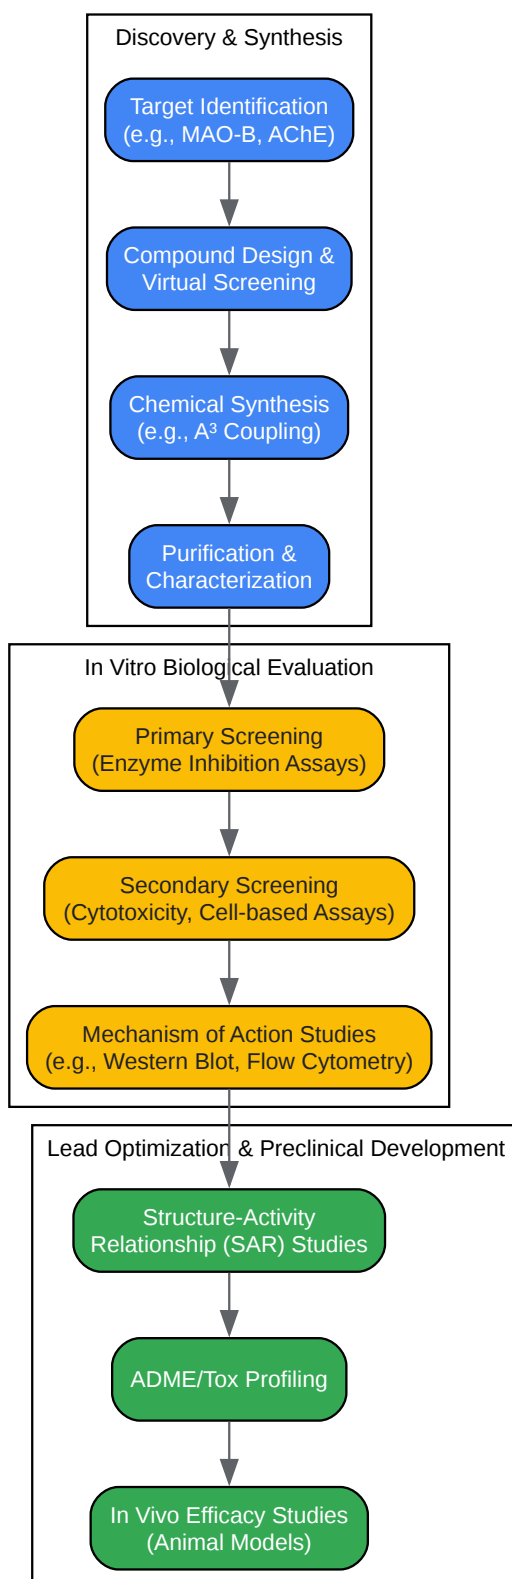 Discovery & Synthesis
Target Identification
(e.g., MAO-B, AChE)
Compound Design &
Virtual Screening
Chemical Synthesis
(e.g., A³ Coupling)
Purification &
Characterization
In Vitro Biological Evaluation
Primary Screening
(Enzyme Inhibition Assays)
Secondary Screening
(Cytotoxicity, Cell-based Assays)
Mechanism of Action Studies
(e.g., Western Blot, Flow Cytometry)
Lead Optimization & Preclinical Development
Structure-Activity
Relationship (SAR) Studies
ADME/Tox Profiling
In Vivo Efficacy Studies
(Animal Models)